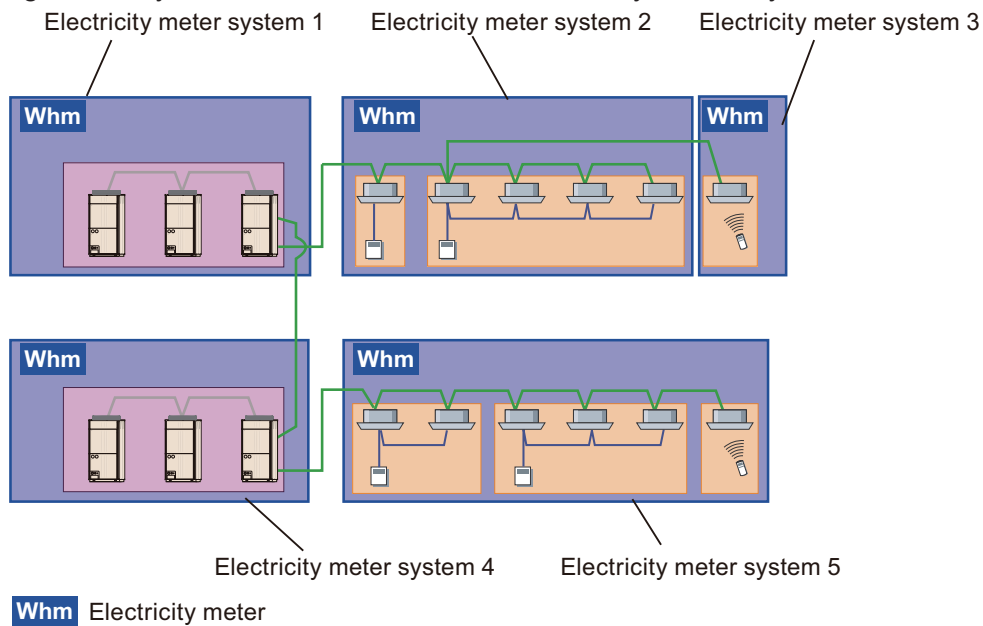 Electricity meter system 1
Electricity meter system 2
Electricity meter system 3
Whm
Whm
Whm
Whm
Whm
Electricity meter system 4
Electricity meter system 5
Whm Electricity meter